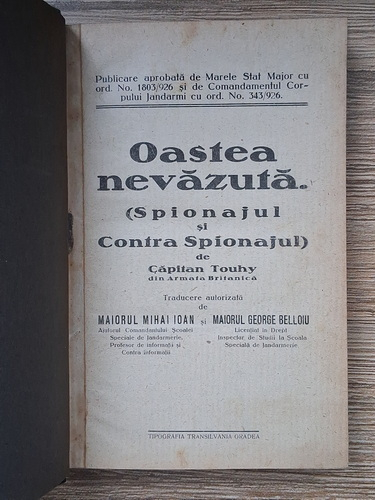 Publicare aprobată de Marele Stat Major cu
ord. No. 1803/926 și de Comandamentul Cor-
pului Jandarmi cu ord. No. 343/926.
Oastea
nevăzută.
(Spionajul
și
Contra Spionajul)
de
Căpitan Touhy
din Armata Britanică
Traducere autorizată
de
MAIORUL MIHAI IOAN și MAIORUL GEORGE BELLOIU
Ajutorul Comandantului Școalei
Speciale de Jandarmerie,
Profesor de informații și
Contra informații
Licențiat în Drept
Inspector de Studii la Școala
Specială de Jandarmerie
TIPOGRAFIA TRANSILVANIA ORADEA